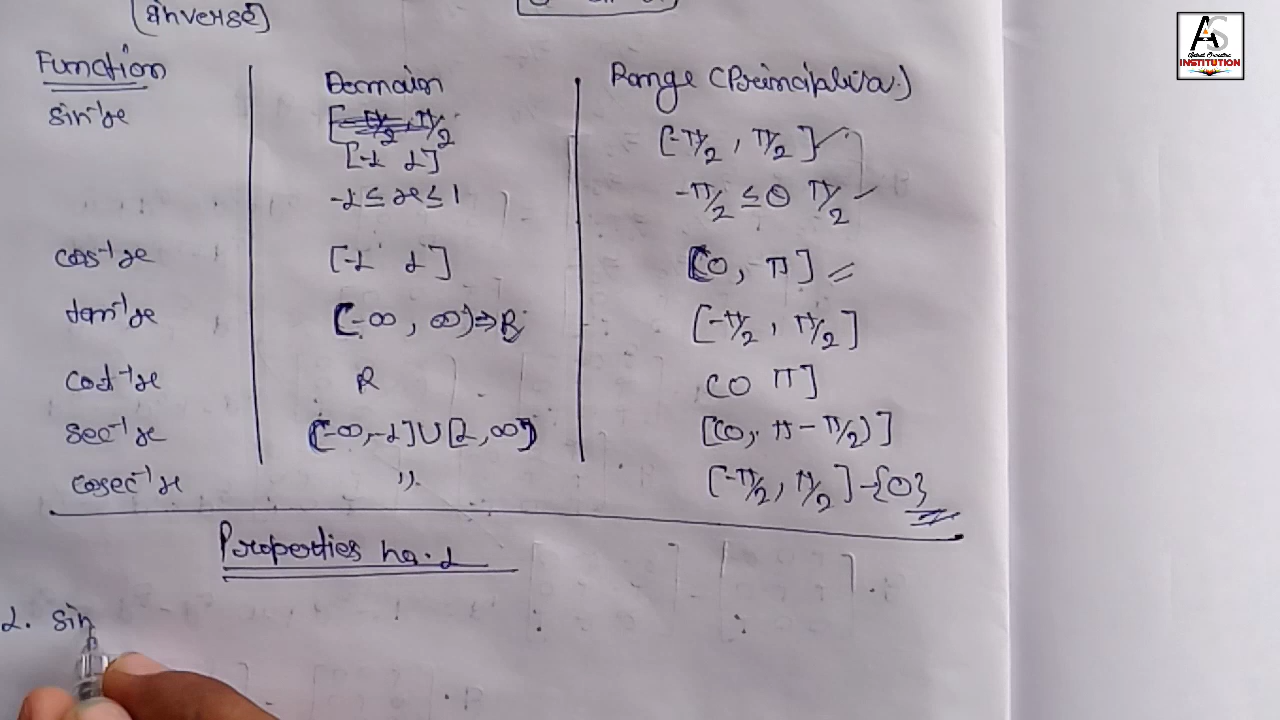 (inverse)
AS
INSTITUTION
Function Domain Range (Principlva.)
sin⁻¹x [-π/2, π/2 [-π/2, π/2]
[-1 1]
-1 ≤ x ≤ 1 -π/2 ≤ θ π/2
cos⁻¹x [-1 1] [0, π]
tan⁻¹x (-∞, ∞) ⇒ R [-π/2, π/2]
cot⁻¹x R (0 π]
sec⁻¹x (-∞,-1]∪[1,∞) [(0, π-π/2)]
cosec⁻¹x " [-π/2, π/2]-{0}
Properties no.1
1. Sin